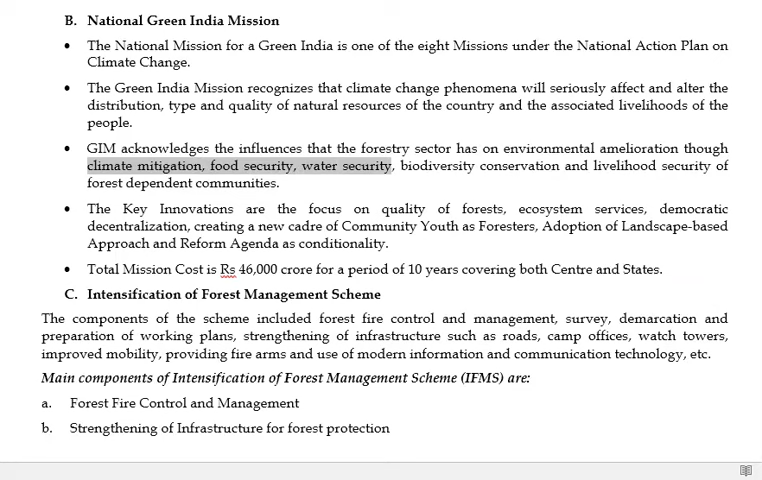 B. National Green India Mission
• The National Mission for a Green India is one of the eight Missions under the National Action Plan on
Climate Change.
• The Green India Mission recognizes that climate change phenomena will seriously affect and alter the
distribution, type and quality of natural resources of the country and the associated livelihoods of the
people.
• GIM acknowledges the influences that the forestry sector has on environmental amelioration though
climate mitigation, food security, water security, biodiversity conservation and livelihood security of
forest dependent communities.
• The Key Innovations are the focus on quality of forests, ecosystem services, democratic
decentralization, creating a new cadre of Community Youth as Foresters, Adoption of Landscape-based
Approach and Reform Agenda as conditionality.
• Total Mission Cost is Rs 46,000 crore for a period of 10 years covering both Centre and States.
C. Intensification of Forest Management Scheme
The components of the scheme included forest fire control and management, survey, demarcation and
preparation of working plans, strengthening of infrastructure such as roads, camp offices, watch towers,
improved mobility, providing fire arms and use of modern information and communication technology, etc.
Main components of Intensification of Forest Management Scheme (IFMS) are:
a. Forest Fire Control and Management
b. Strengthening of Infrastructure for forest protection